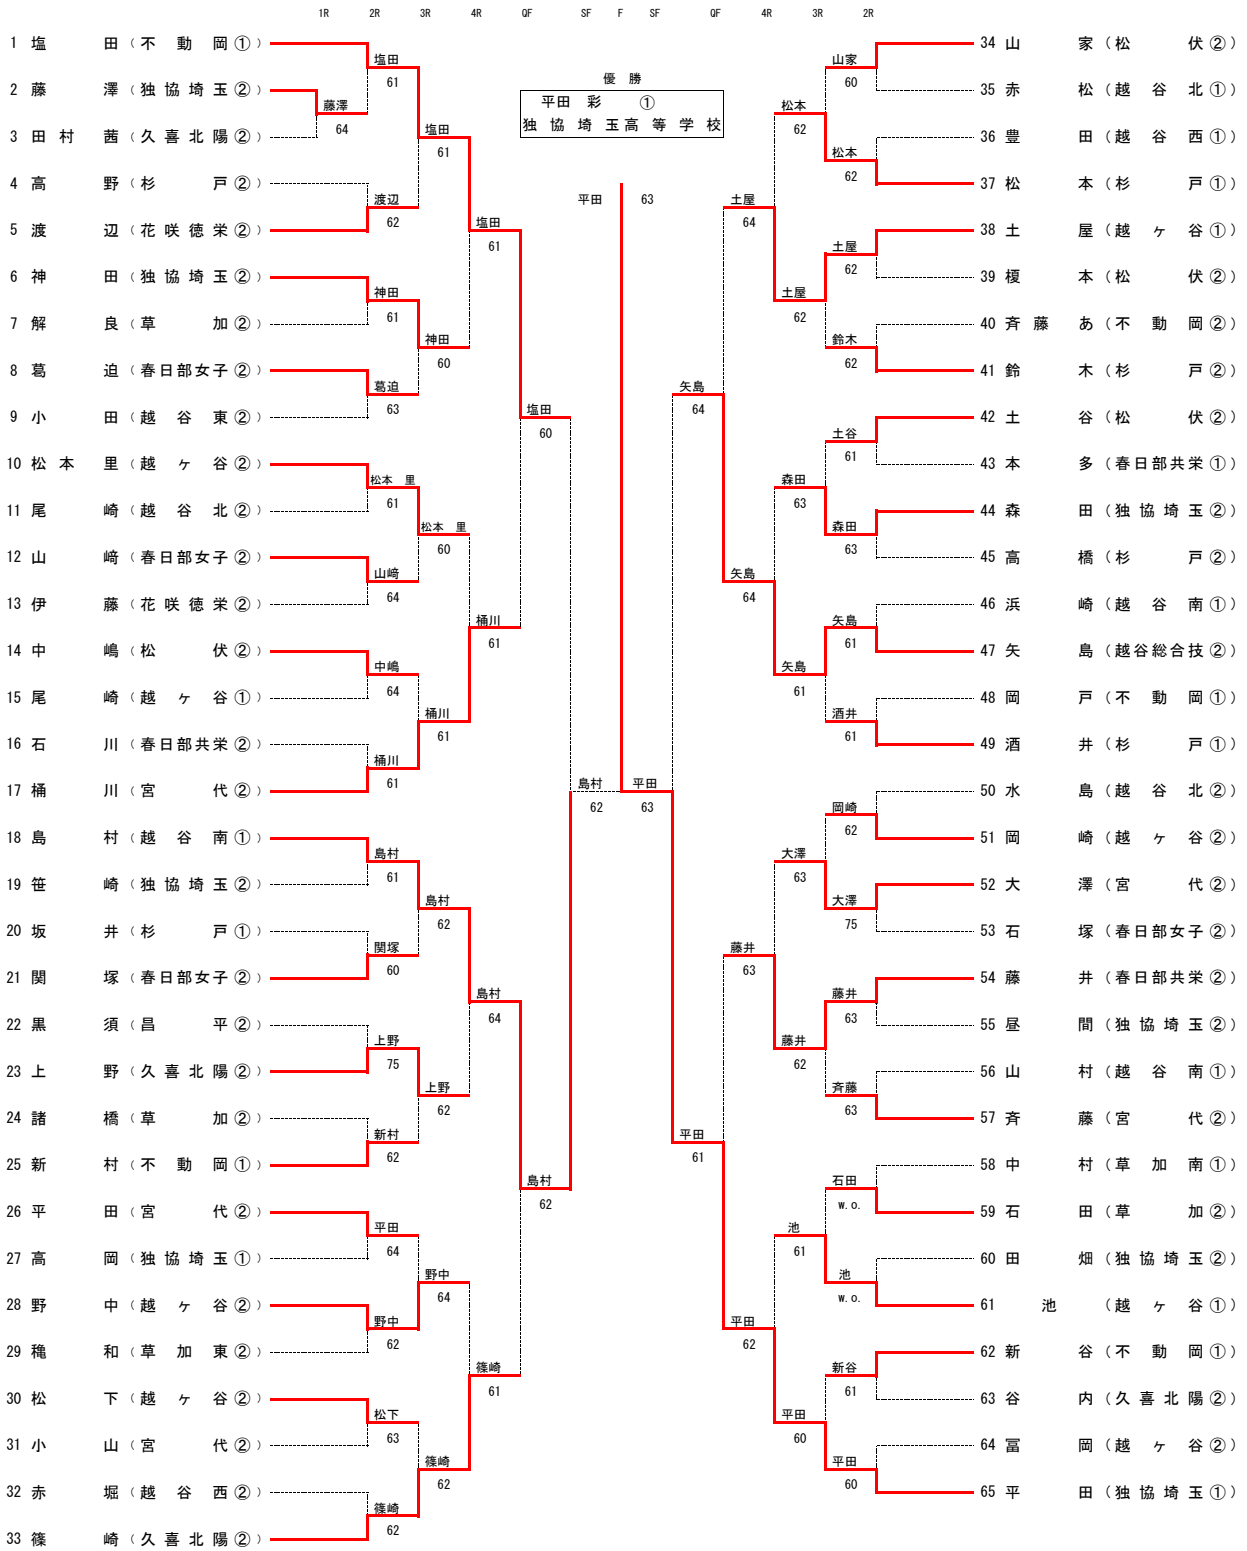 1R 2R 3R 4R QF SF F SF QF 4R 3R 2R
優 勝
平田 彩 ①
独 協 埼 玉 高 等 学 校
平田 63
1 塩 田 (不 動 岡 ①)
2 藤 澤 (独 協 埼 玉 ②)
3 田 村 茜 (久 喜 北 陽 ②)
4 高 野 (杉 戸 ②)
5 渡 辺 (花 咲 徳 栄 ②)
6 神 田 (独 協 埼 玉 ②)
7 解 良 (草 加 ②)
8 葛 迫 (春日部女子 ②)
9 小 田 (越 谷 東 ②)
10 松 本 里 (越 ヶ 谷 ②)
11 尾 崎 (越 谷 北 ②)
12 山 﨑 (春日部女子 ②)
13 伊 藤 (花 咲 徳 栄 ②)
14 中 嶋 (松 伏 ②)
15 尾 崎 (越 ヶ 谷 ①)
16 石 川 (春日部共栄 ②)
17 桶 川 (宮 代 ②)
18 島 村 (越 谷 南 ①)
19 笹 崎 (独 協 埼 玉 ②)
20 坂 井 (杉 戸 ①)
21 関 塚 (春日部女子 ②)
22 黒 須 (昌 平 ②)
23 上 野 (久 喜 北 陽 ②)
24 諸 橋 (草 加 ②)
25 新 村 (不 動 岡 ①)
26 平 田 (宮 代 ②)
27 高 岡 (独 協 埼 玉 ①)
28 野 中 (越 ヶ 谷 ②)
29 穐 和 (草 加 東 ②)
30 松 下 (越 ヶ 谷 ②)
31 小 山 (宮 代 ②)
32 赤 堀 (越 谷 西 ②)
33 篠 崎 (久 喜 北 陽 ②)
藤澤
64
塩田
61
渡辺
62
神田
61
葛迫
63
松本 里
61
山﨑
64
中嶋
64
桶川
61
島村
61
関塚
60
上野
75
新村
62
平田
64
野中
62
松下
63
篠崎
62
塩田
61
神田
60
松本 里
60
桶川
61
島村
62
上野
62
野中
64
篠崎
62
塩田
61
桶川
61
島村
64
篠崎
61
塩田
60
島村
62
島村
62
平田
63
矢島
64
平田
61
土屋
64
矢島
64
藤井
63
平田
62
松本
62
土屋
62
森田
63
矢島
61
大澤
63
藤井
62
池
61
平田
60
山家
60
松本
62
土屋
62
鈴木
62
土谷
61
森田
63
矢島
61
酒井
61
岡崎
62
大澤
75
藤井
63
斉藤
63
石田
w.o.
池
w.o.
新谷
61
平田
60
34 山 家 (松 伏 ②)
35 赤 松 (越 谷 北 ①)
36 豊 田 (越 谷 西 ①)
37 松 本 (杉 戸 ①)
38 土 屋 (越 ヶ 谷 ①)
39 榎 本 (松 伏 ②)
40 斉 藤 あ (不 動 岡 ②)
41 鈴 木 (杉 戸 ②)
42 土 谷 (松 伏 ②)
43 本 多 (春日部共栄 ①)
44 森 田 (独 協 埼 玉 ②)
45 高 橋 (杉 戸 ②)
46 浜 崎 (越 谷 南 ①)
47 矢 島 (越谷総合技 ②)
48 岡 戸 (不 動 岡 ①)
49 酒 井 (杉 戸 ①)
50 水 島 (越 谷 北 ②)
51 岡 崎 (越 ヶ 谷 ②)
52 大 澤 (宮 代 ②)
53 石 塚 (春日部女子 ②)
54 藤 井 (春日部共栄 ②)
55 昼 間 (独 協 埼 玉 ②)
56 山 村 (越 谷 南 ①)
57 斉 藤 (宮 代 ②)
58 中 村 (草 加 南 ①)
59 石 田 (草 加 ②)
60 田 畑 (独 協 埼 玉 ②)
61 池 (越 ヶ 谷 ①)
62 新 谷 (不 動 岡 ①)
63 谷 内 (久 喜 北 陽 ②)
64 冨 岡 (越 ヶ 谷 ②)
65 平 田 (独 協 埼 玉 ①)